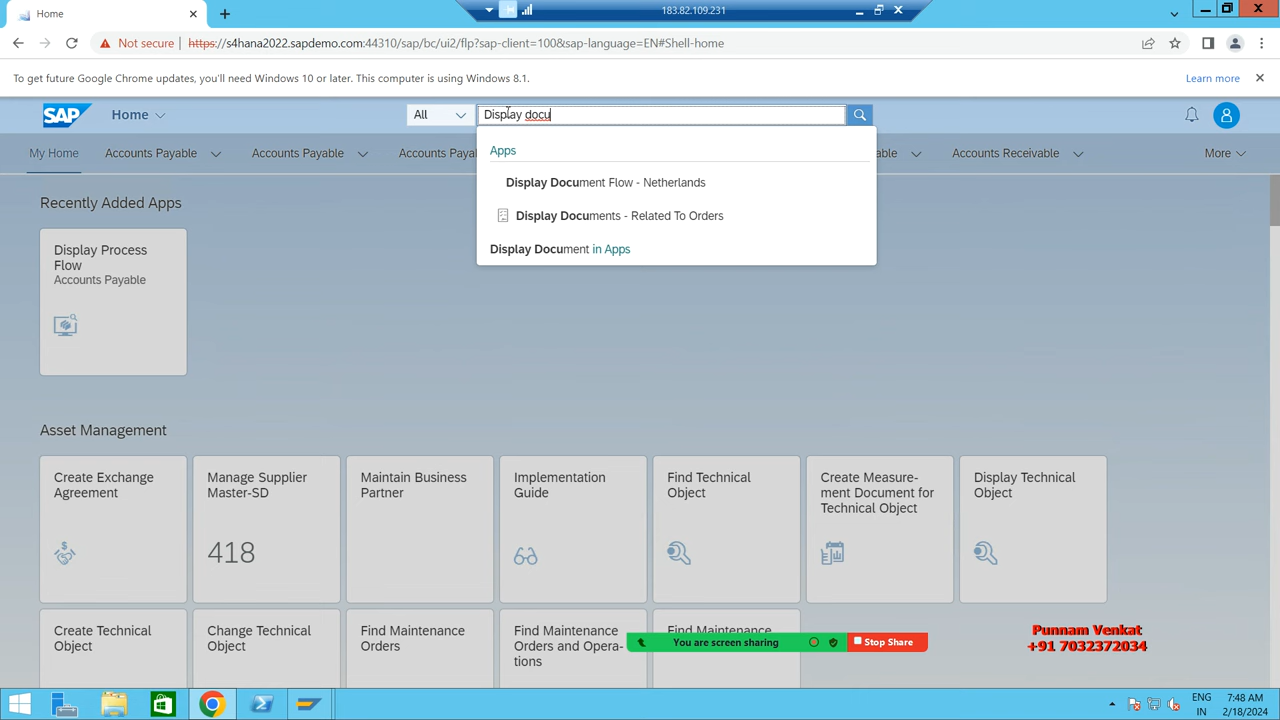 Home
183.82.109.231
Not secure
https://s4hana2022.sapdemo.com:44310/sap/bc/ui2/flp?sap-client=100&sap-language=EN#Shell-home
To get future Google Chrome updates, you'll need Windows 10 or later. This computer is using Windows 8.1.
Learn more
SAP
Home
All
Display docu
My Home
Accounts Payable
Accounts Payable
Accounts Payal
able
Accounts Receivable
More
Apps
Display Document Flow - Netherlands
Display Documents - Related To Orders
Display Document in Apps
Recently Added Apps
Display Process
Flow
Accounts Payable
Asset Management
Create Exchange
Agreement
Manage Supplier
Master-SD
418
Maintain Business
Partner
Implementation
Guide
Find Technical
Object
Create Measure-
ment Document for
Technical Object
Display Technical
Object
Create Technical
Object
Change Technical
Object
Find Maintenance
Orders
Find Maintenance
Orders and Opera-
tions
Find Maintenance
You are screen sharing
Stop Share
Punnam Venkat
+91 7032372034
ENG
IN
7:48 AM
2/18/2024